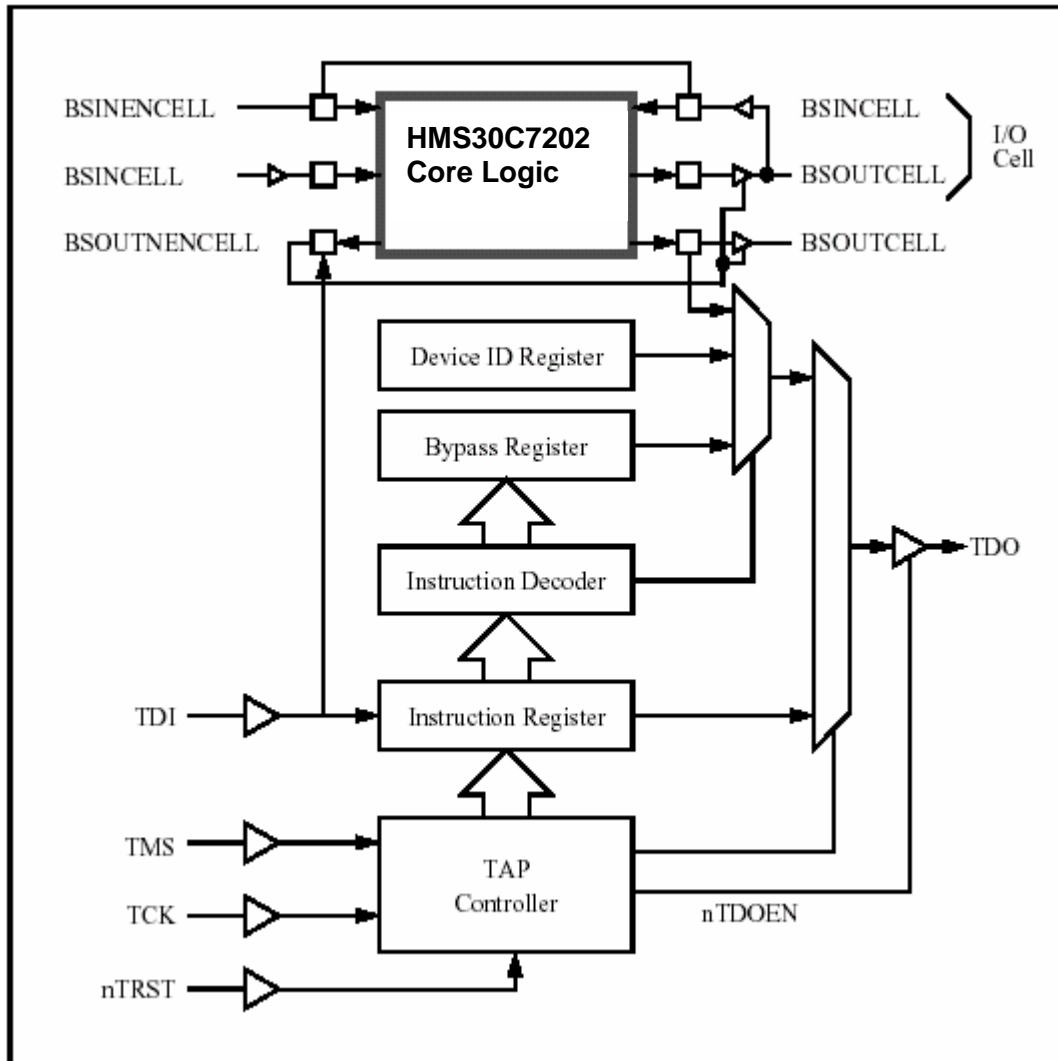 BSINENCELL
BSINCELL
BSOUTNENCELL
HMS30C7202
Core Logic
BSINCELL
BSOUTCELL
BSOUTCELL
I/O
Cell
Device ID Register
Bypass Register
Instruction Decoder
TDO
TDI
Instruction Register
TMS
TCK
nTRST
TAP
Controller
nTDOEN